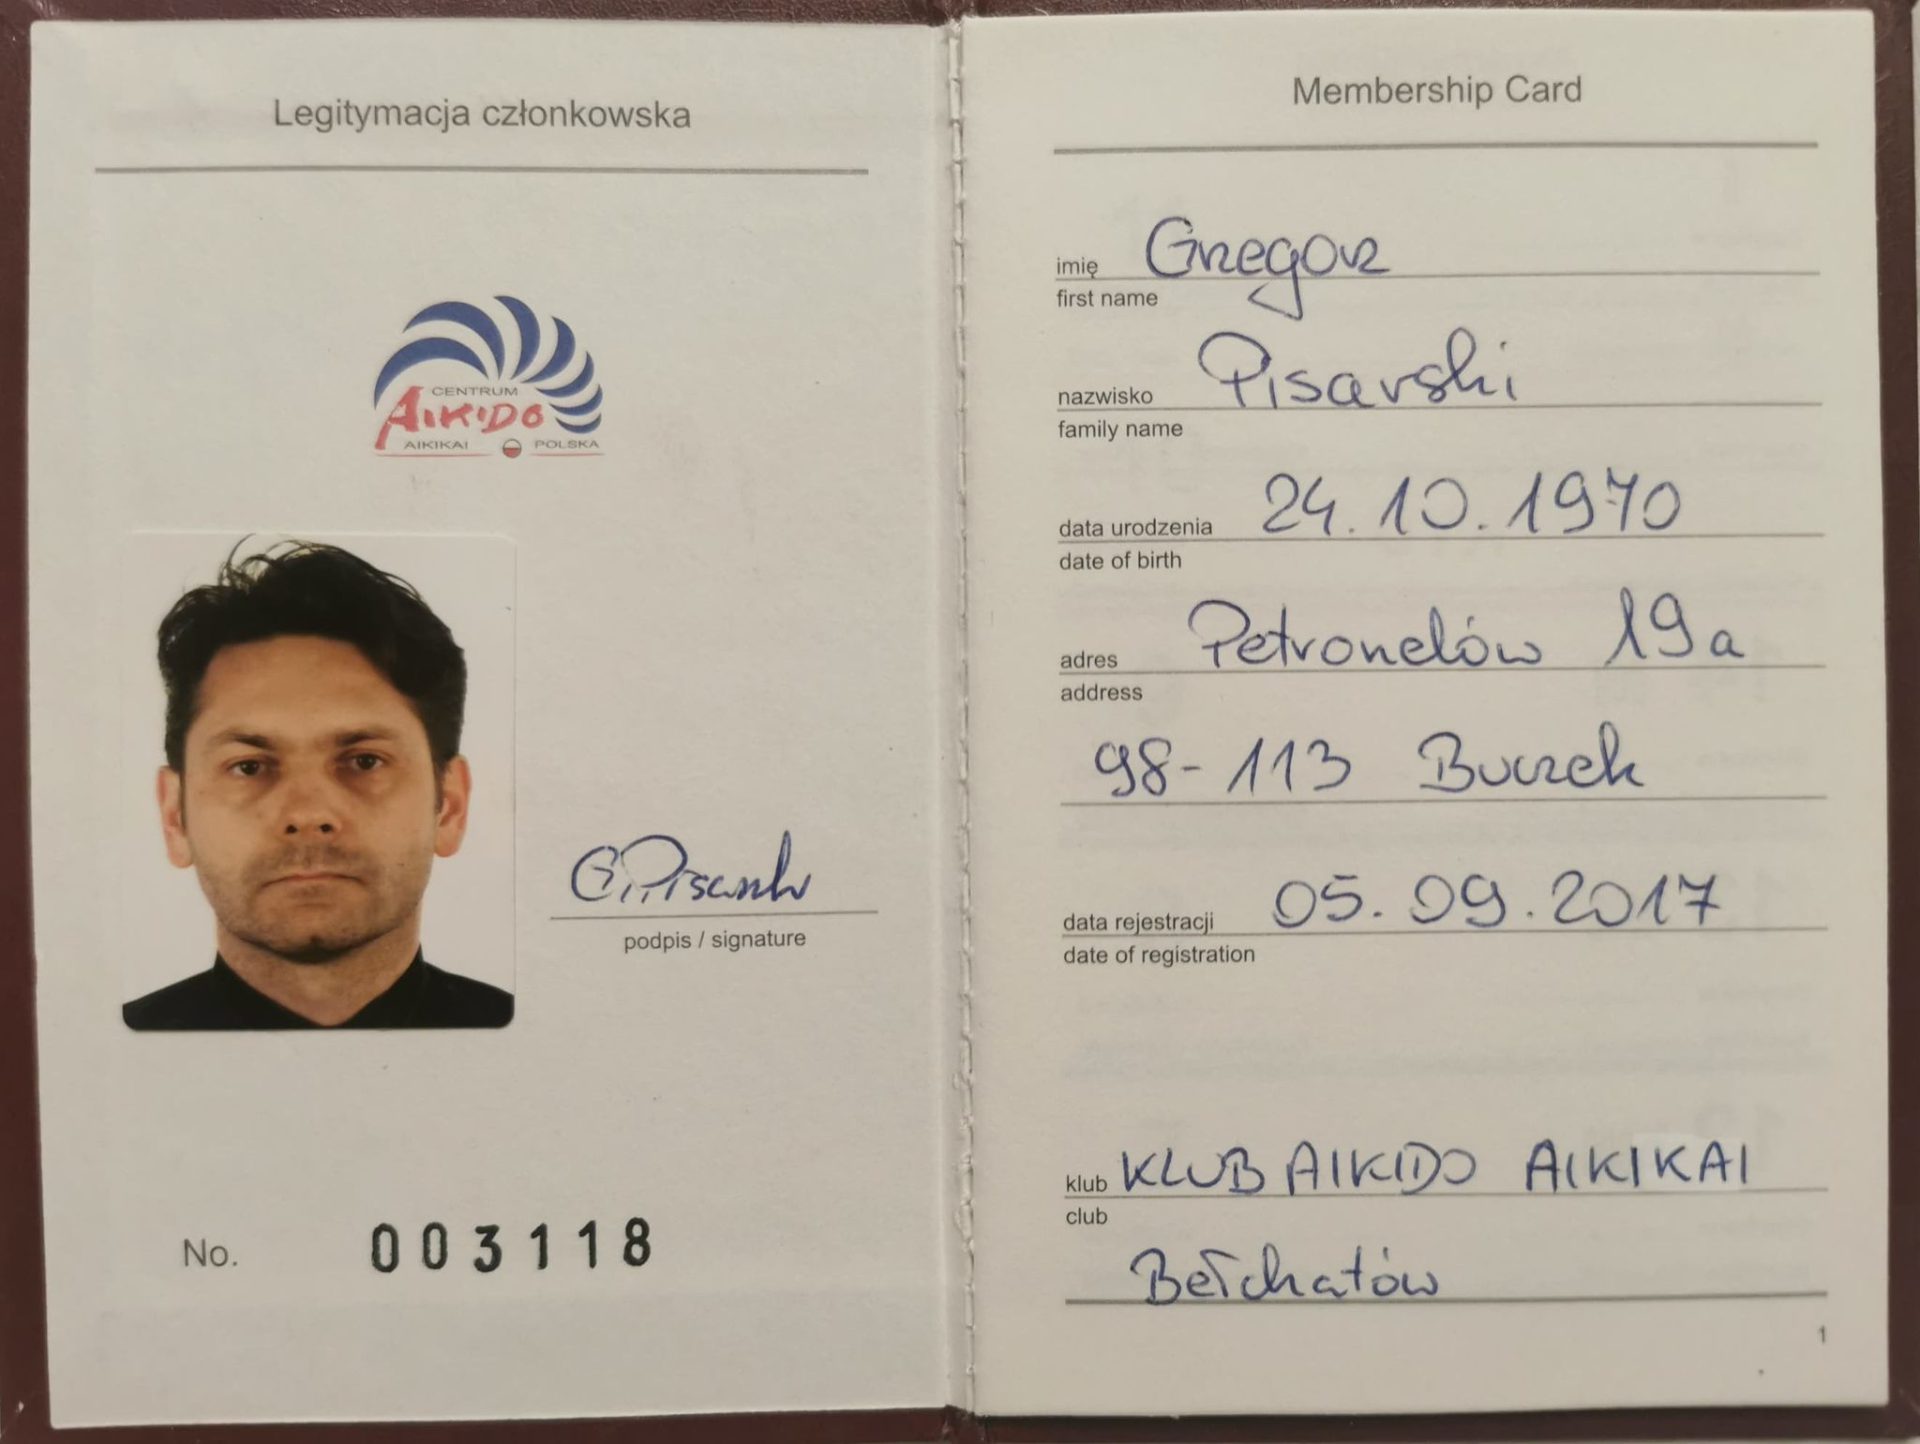 Legitymacja członkowska
CENTRUM
AIKIDO
AIKIKAI POLSKA
G. Pisarski
podpis / signature
No. 003118
Membership Card
imię Grzegorz
first name
nazwisko Pisarski
family name
data urodzenia 24.10.1970
date of birth
adres Petronelów 19a
address
98-113 Buczek
data rejestracji 05.09.2017
date of registration
klub KLUB AIKIDO AIKIKAI
club
Bełchatów
1